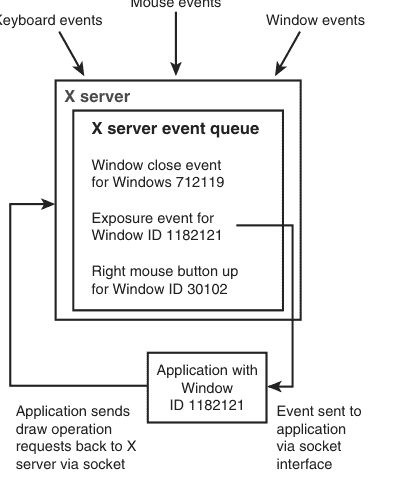 Mouse events
Keyboard events
Window events
X server
X server event queue
Window close event
for Windows 712119
Exposure event for
Window ID 1182121
Right mouse button up
for Window ID 30102
Application with
Window
ID 1182121
Application sends
draw operation
requests back to X
server via socket
Event sent to
application
via socket
interface